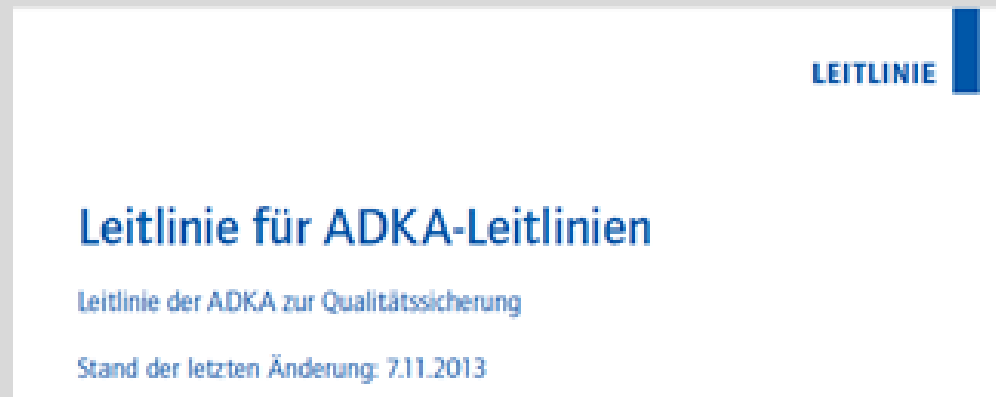 LEITLINIE
Leitlinie für ADKA-Leitlinien
Leitlinie der ADKA zur Qualitätssicherung
Stand der letzten Änderung: 7.11.2013